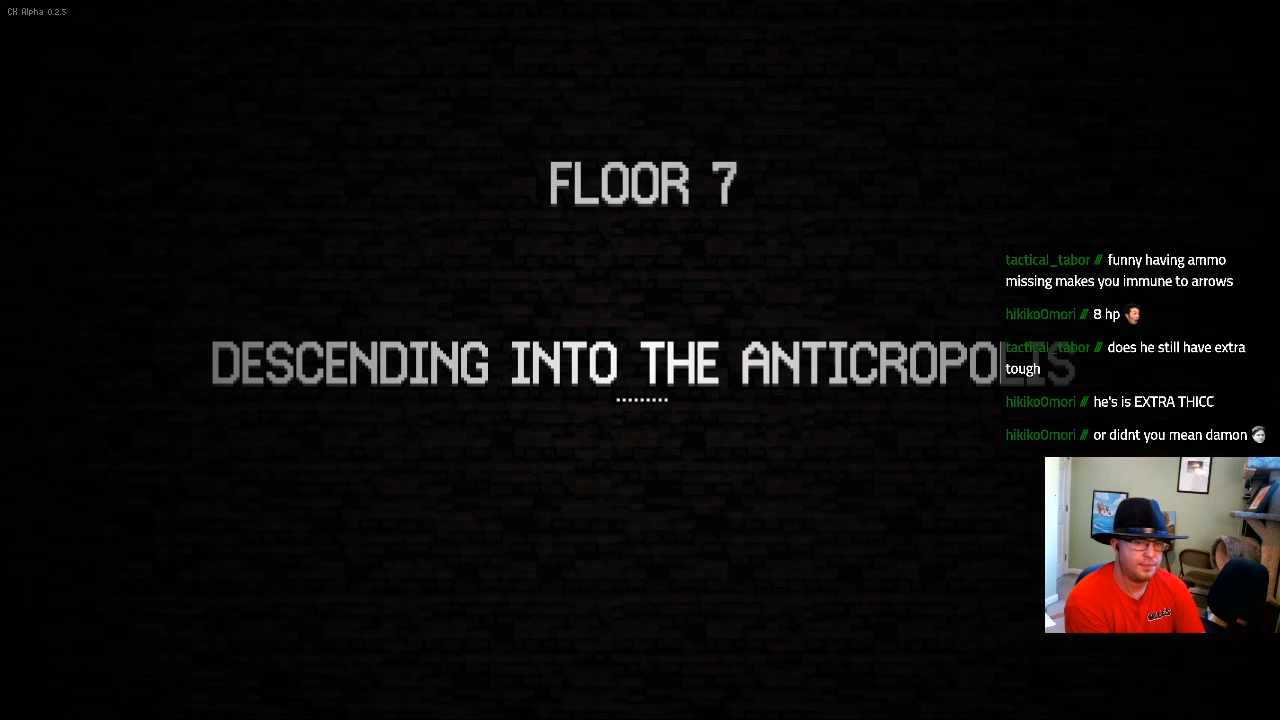 CK Alpha 0.2.5
FLOOR 7
DESCENDING INTO THE ANTICROPOLIS
tactical_tabor /// funny having ammo
missing makes you immune to arrows
hikiko0mori /// 8 hp
tactical_tabor /// does he still have extra
tough
hikiko0mori /// he's is EXTRA THICC
hikiko0mori /// or didnt you mean damon